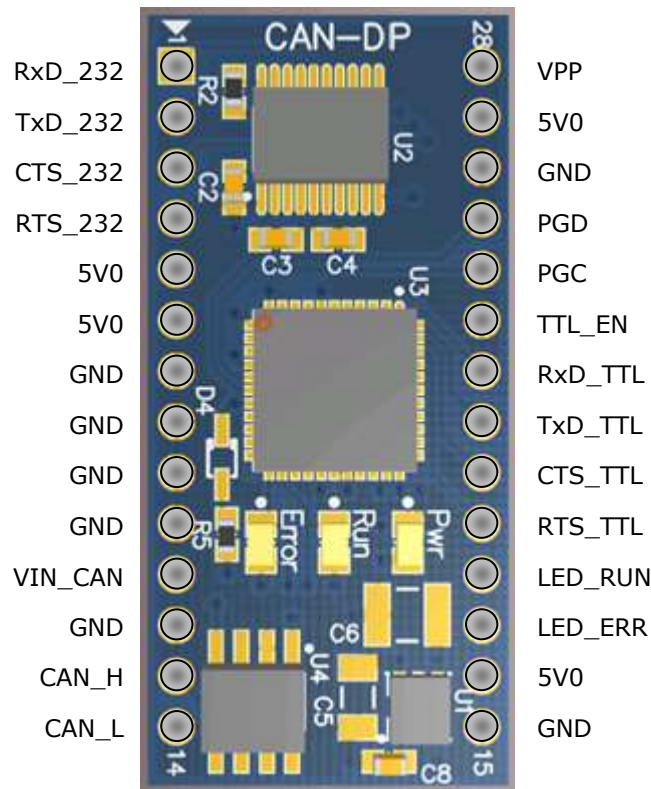 CAN-DP
1
28
RxD_232
VPP
R2
TxD_232
5V0
U2
CTS_232
GND
C2
RTS_232
PGD
C3
C4
5V0
PGC
U3
5V0
TTL_EN
GND
RxD_TTL
D4
GND
TxD_TTL
GND
CTS_TTL
GND
RTS_TTL
R5
Error
Run
Pwr
VIN_CAN
LED_RUN
GND
LED_ERR
C6
CAN_H
5V0
U4
C5
U1
CAN_L
GND
14
C8
15